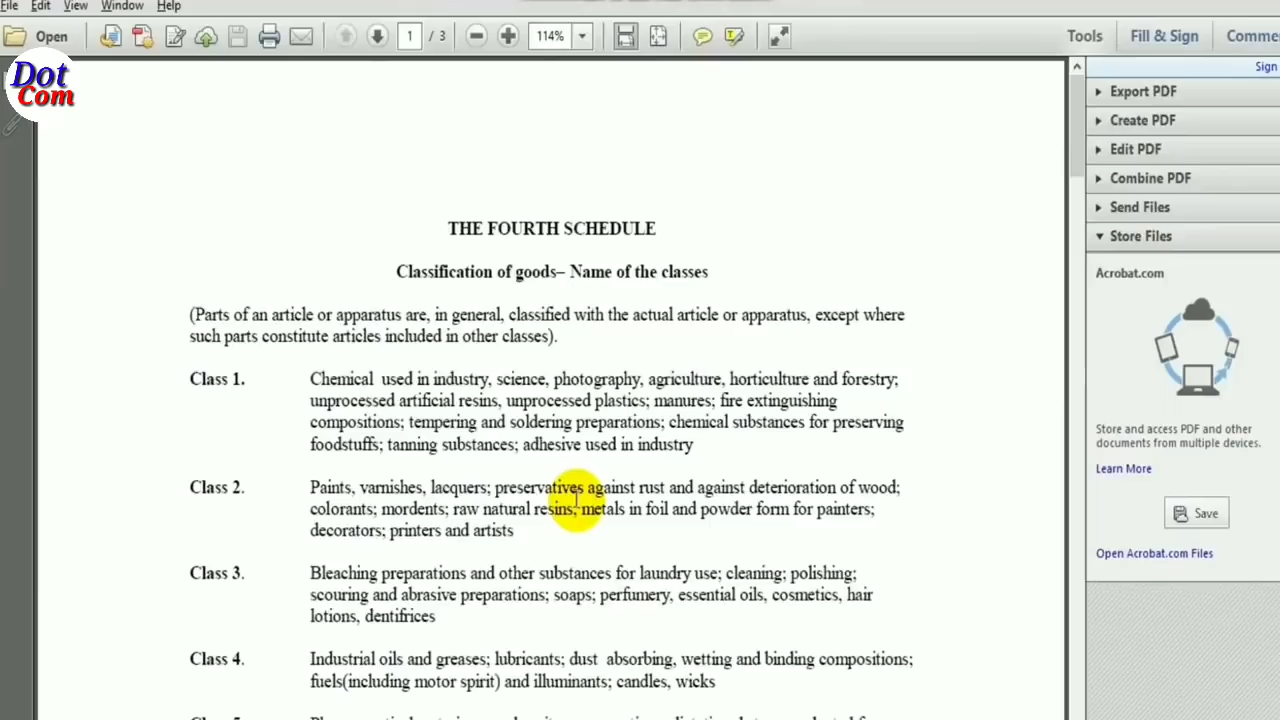 File Edit View Window Help
Open 1 / 3 114% Tools Fill & Sign
Dot
Com
Sign
Export PDF
Create PDF
Edit PDF
Combine PDF
Send Files
Store Files
Acrobat.com
Store and access PDF and other
documents from multiple devices.
Learn More
Save
Open Acrobat.com Files
THE FOURTH SCHEDULE
Classification of goods– Name of the classes
(Parts of an article or apparatus are, in general, classified with the actual article or apparatus, except where
such parts constitute articles included in other classes).
Class 1. Chemical used in industry, science, photography, agriculture, horticulture and forestry;
unprocessed artificial resins, unprocessed plastics; manures; fire extinguishing
compositions; tempering and soldering preparations; chemical substances for preserving
foodstuffs; tanning substances; adhesive used in industry
Class 2. Paints, varnishes, lacquers; preservatives against rust and against deterioration of wood;
colorants; mordents; raw natural resins; metals in foil and powder form for painters;
decorators; printers and artists
Class 3. Bleaching preparations and other substances for laundry use; cleaning; polishing;
scouring and abrasive preparations; soaps; perfumery, essential oils, cosmetics, hair
lotions, dentifrices
Class 4. Industrial oils and greases; lubricants; dust absorbing, wetting and binding compositions;
fuels(including motor spirit) and illuminants; candles, wicks